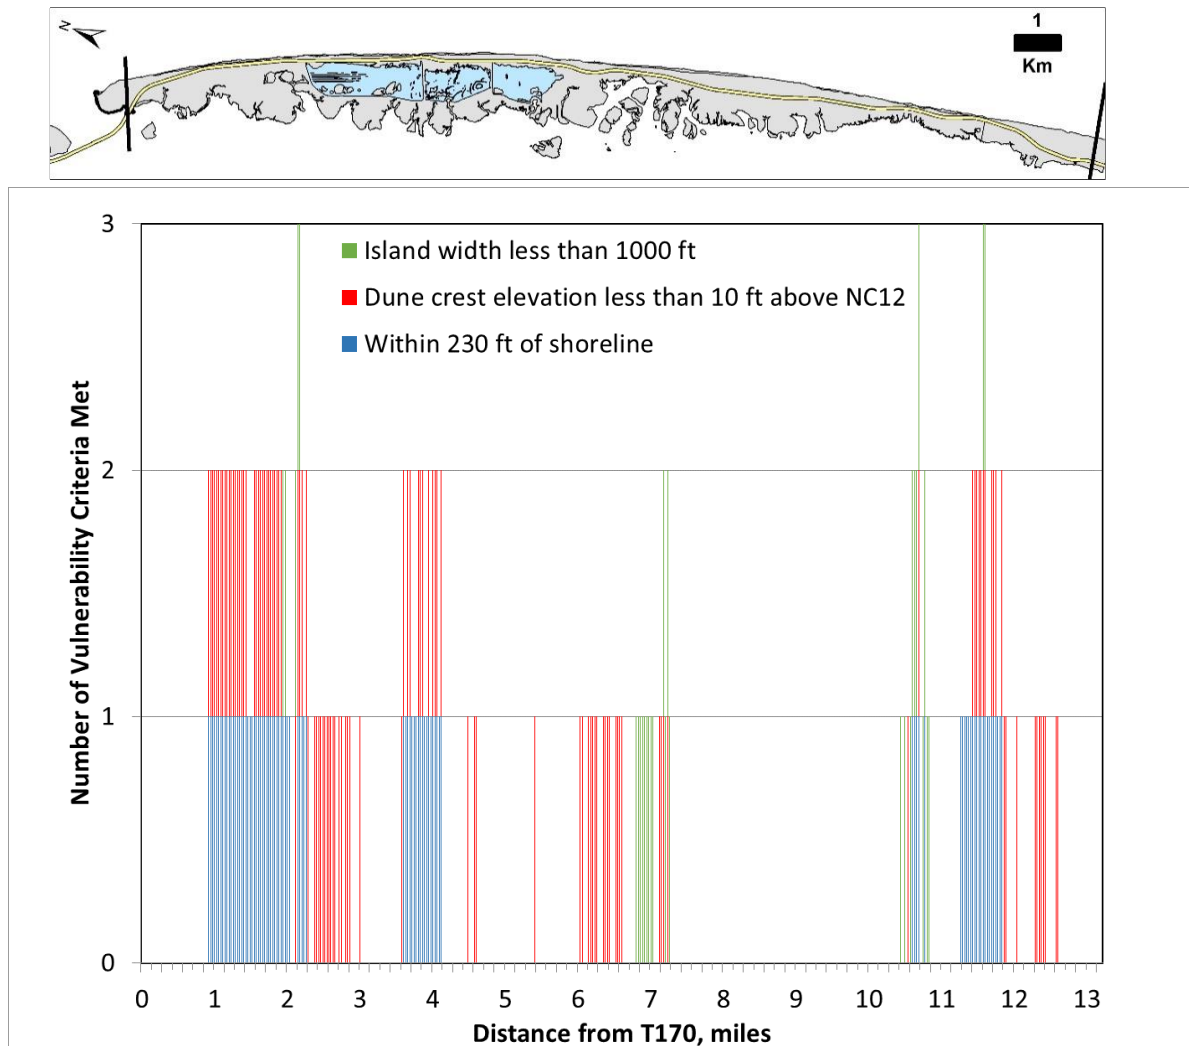 N
1
Km
3
Island width less than 1000 ft
Dune crest elevation less than 10 ft above NC12
Within 230 ft of shoreline
Number of Vulnerability Criteria Met
2
1
0
0 1 2 3 4 5 6 7 8 9 10 11 12 13
Distance from T170, miles